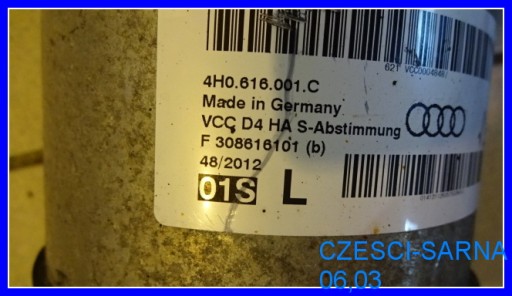 4H0.616.001.C
Made in Germany
VCC D4 HA S-Abstimmung
F 308616101 (b)
48/2012
01S L
CZESCI-SARNA
06,03